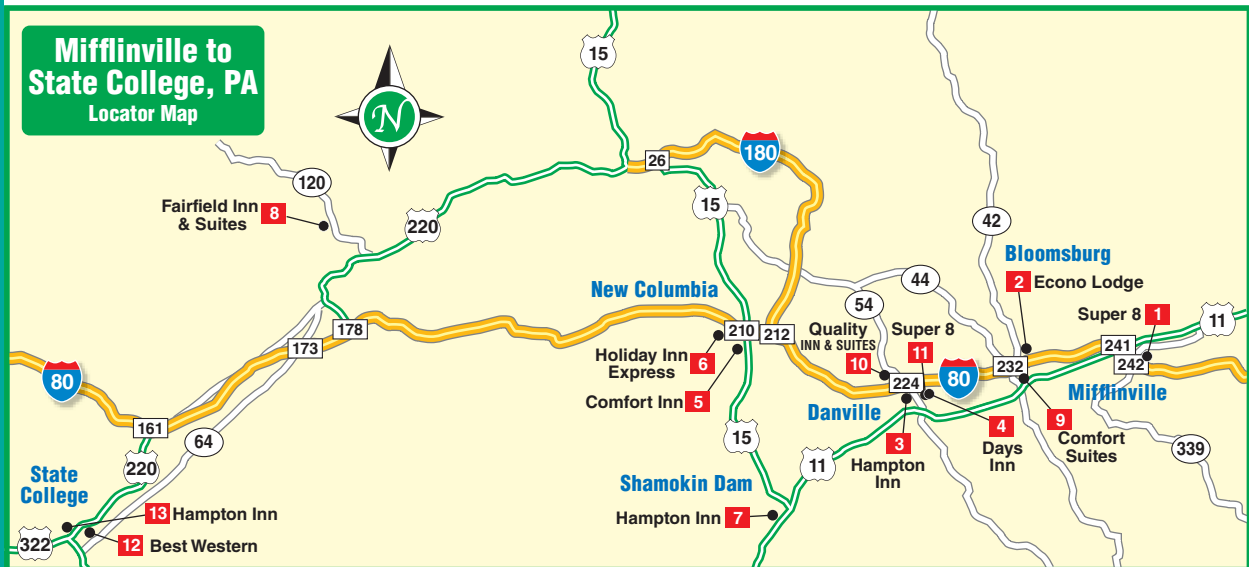 Mifflinville to
State College, PA
Locator Map
N
15
180
26
120
Fairfield Inn
& Suites
8
220
15
42
Bloomsburg
2 Econo Lodge
44
54
New Columbia
Super 8 1
11
178
210
212
Quality
INN & SUITES
10
Super 8
11
241
242
173
Holiday Inn
Express
6
232
80
224
80
Comfort Inn 5
Danville
Mifflinville
161
3
Hampton
Inn
4
Days
Inn
9
Comfort
Suites
64
15
339
220
11
State
College
Shamokin Dam
13 Hampton Inn
Hampton Inn 7
322
12 Best Western